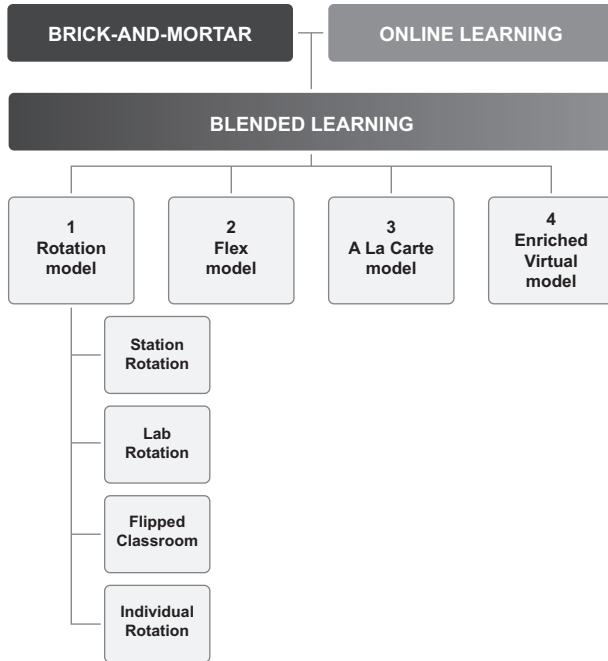 BRICK-AND-MORTAR
ONLINE LEARNING
BLENDED LEARNING
1
Rotation
model
2
Flex
model
3
A La Carte
model
4
Enriched
Virtual
model
Station
Rotation
Lab
Rotation
Flipped
Classroom
Individual
Rotation